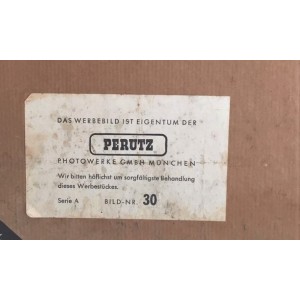 DAS WERBEBILD IST EIGENTUM DER
PERUTZ
PHOTOWERKE GMBH MÜNCHEN
Wir bitten höflichst um sorgfältigste Behandlung
dieses Werbestückes.
Serie A BILD-NR. 30